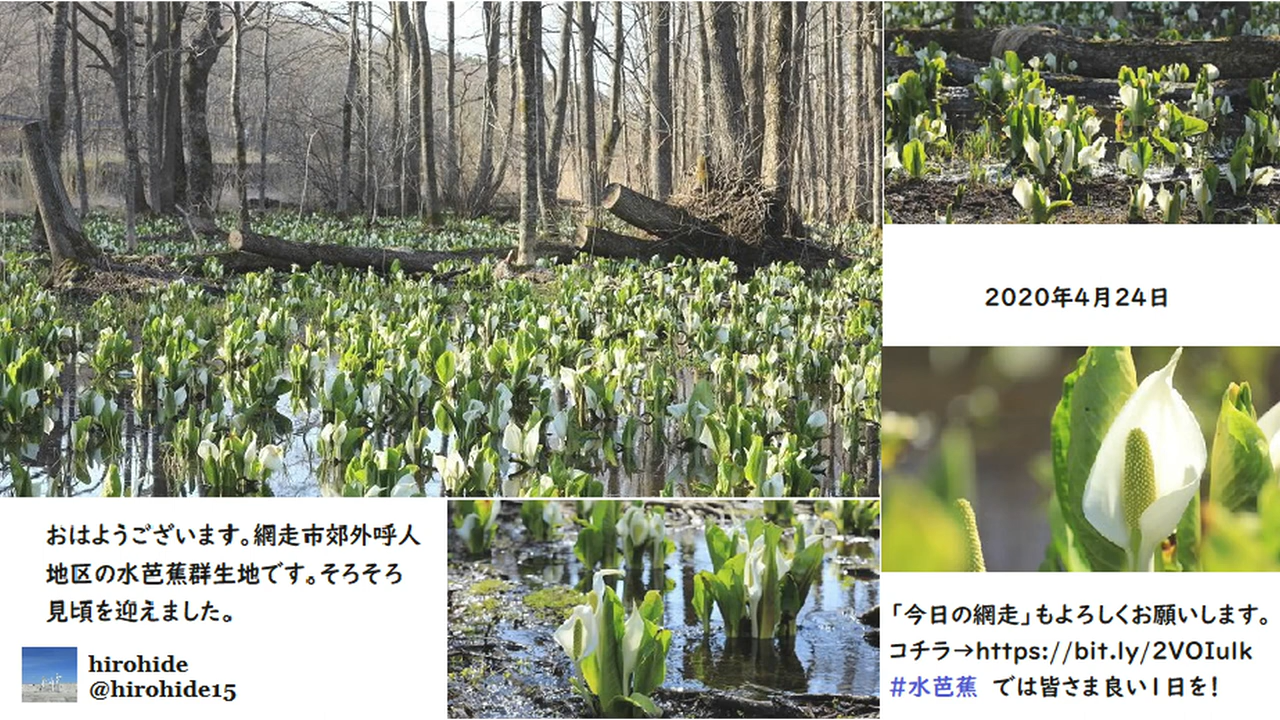 2020年4月24日
おはようございます。網走市郊外呼人
地区の水芭蕉群生地です。そろそろ
見頃を迎えました。
hirohide
@hirohide15
「今日の網走」もよろしくお願いします。
コチラ→https://bit.ly/2VOIulk
#水芭蕉 では皆さま良い1日を!